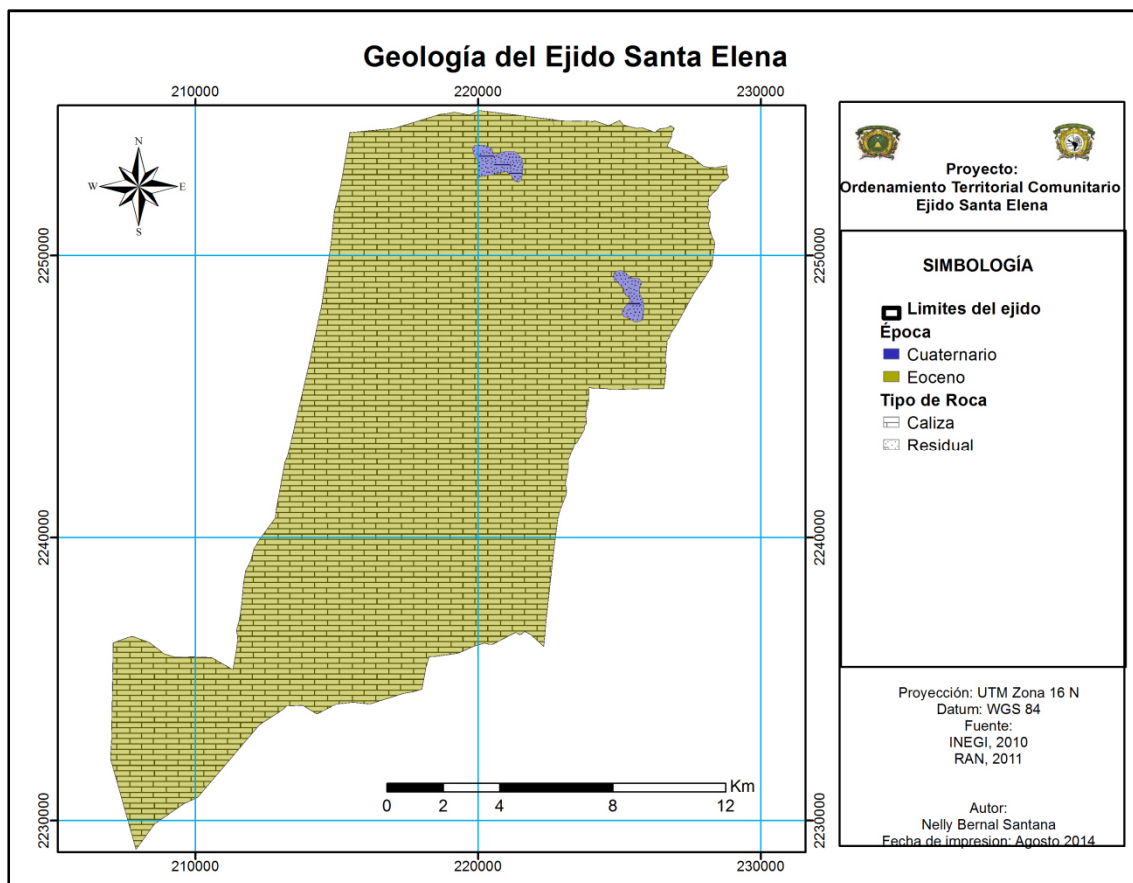 Geología del Ejido Santa Elena
210000
220000
230000
N
W
E
S
2250000
2250000
2240000
2240000
2230000
2230000
Km
0
2
4
8
12
210000
220000
230000
Proyecto:
Ordenamiento Territorial Comunitario
Ejido Santa Elena
SIMBOLOGÍA
Limites del ejido
Época
Cuaternario
Eoceno
Tipo de Roca
Caliza
Residual
Proyección: UTM Zona 16 N
Datum: WGS 84
Fuente:
INEGI, 2010
RAN, 2011
Autor:
Nelly Bernal Santana
Fecha de impresion: Agosto 2014